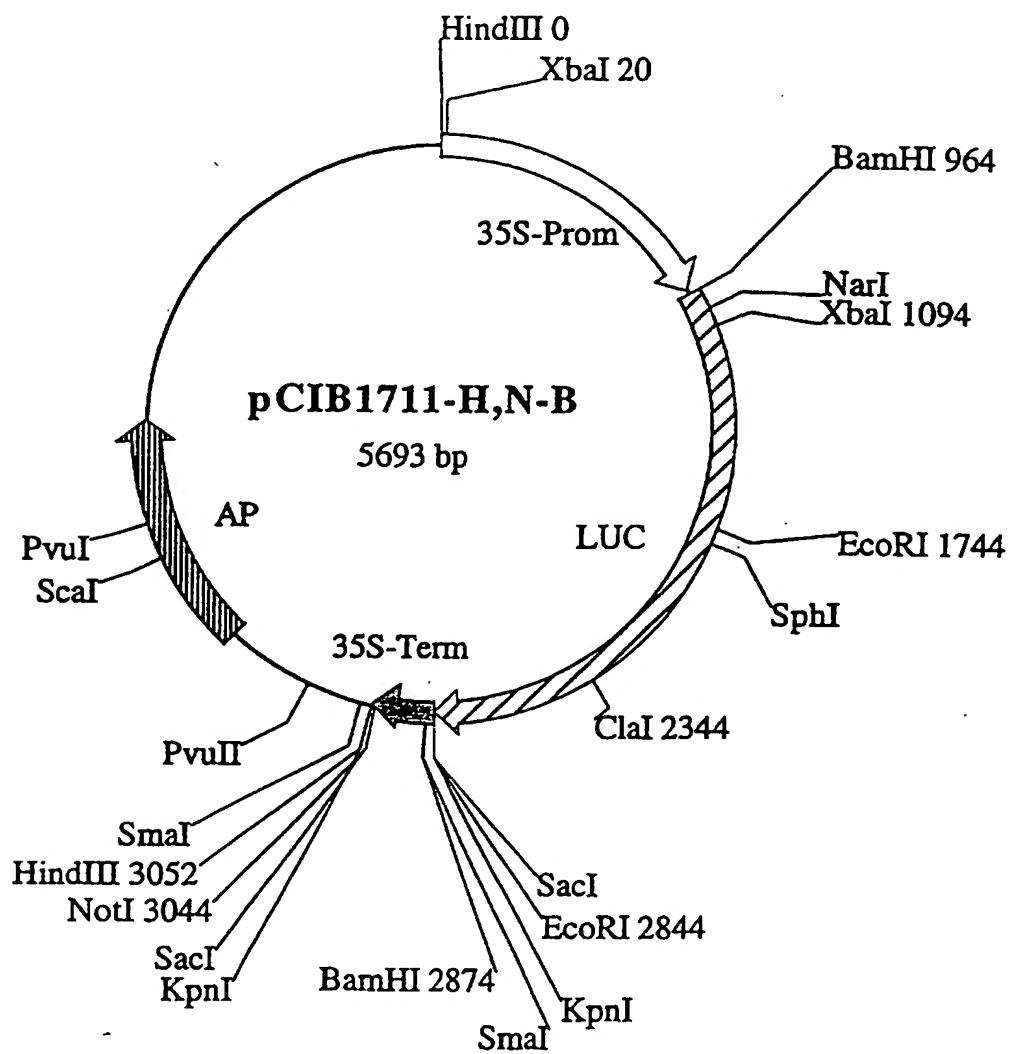 HindIII 0
XbaI 20
BamHI 964
35S-Prom
NarI
XbaI 1094
pCIB1711-H,N-B
5693 bp
AP
LUC
PvuI
ScaI
EcoRI 1744
SphI
35S-Term
ClaI 2344
PvuII
SmaI
HindIII 3052
NotI 3044
SacI
KpnI
SacI
EcoRI 2844
BamHI 2874
KpnI
SmaI